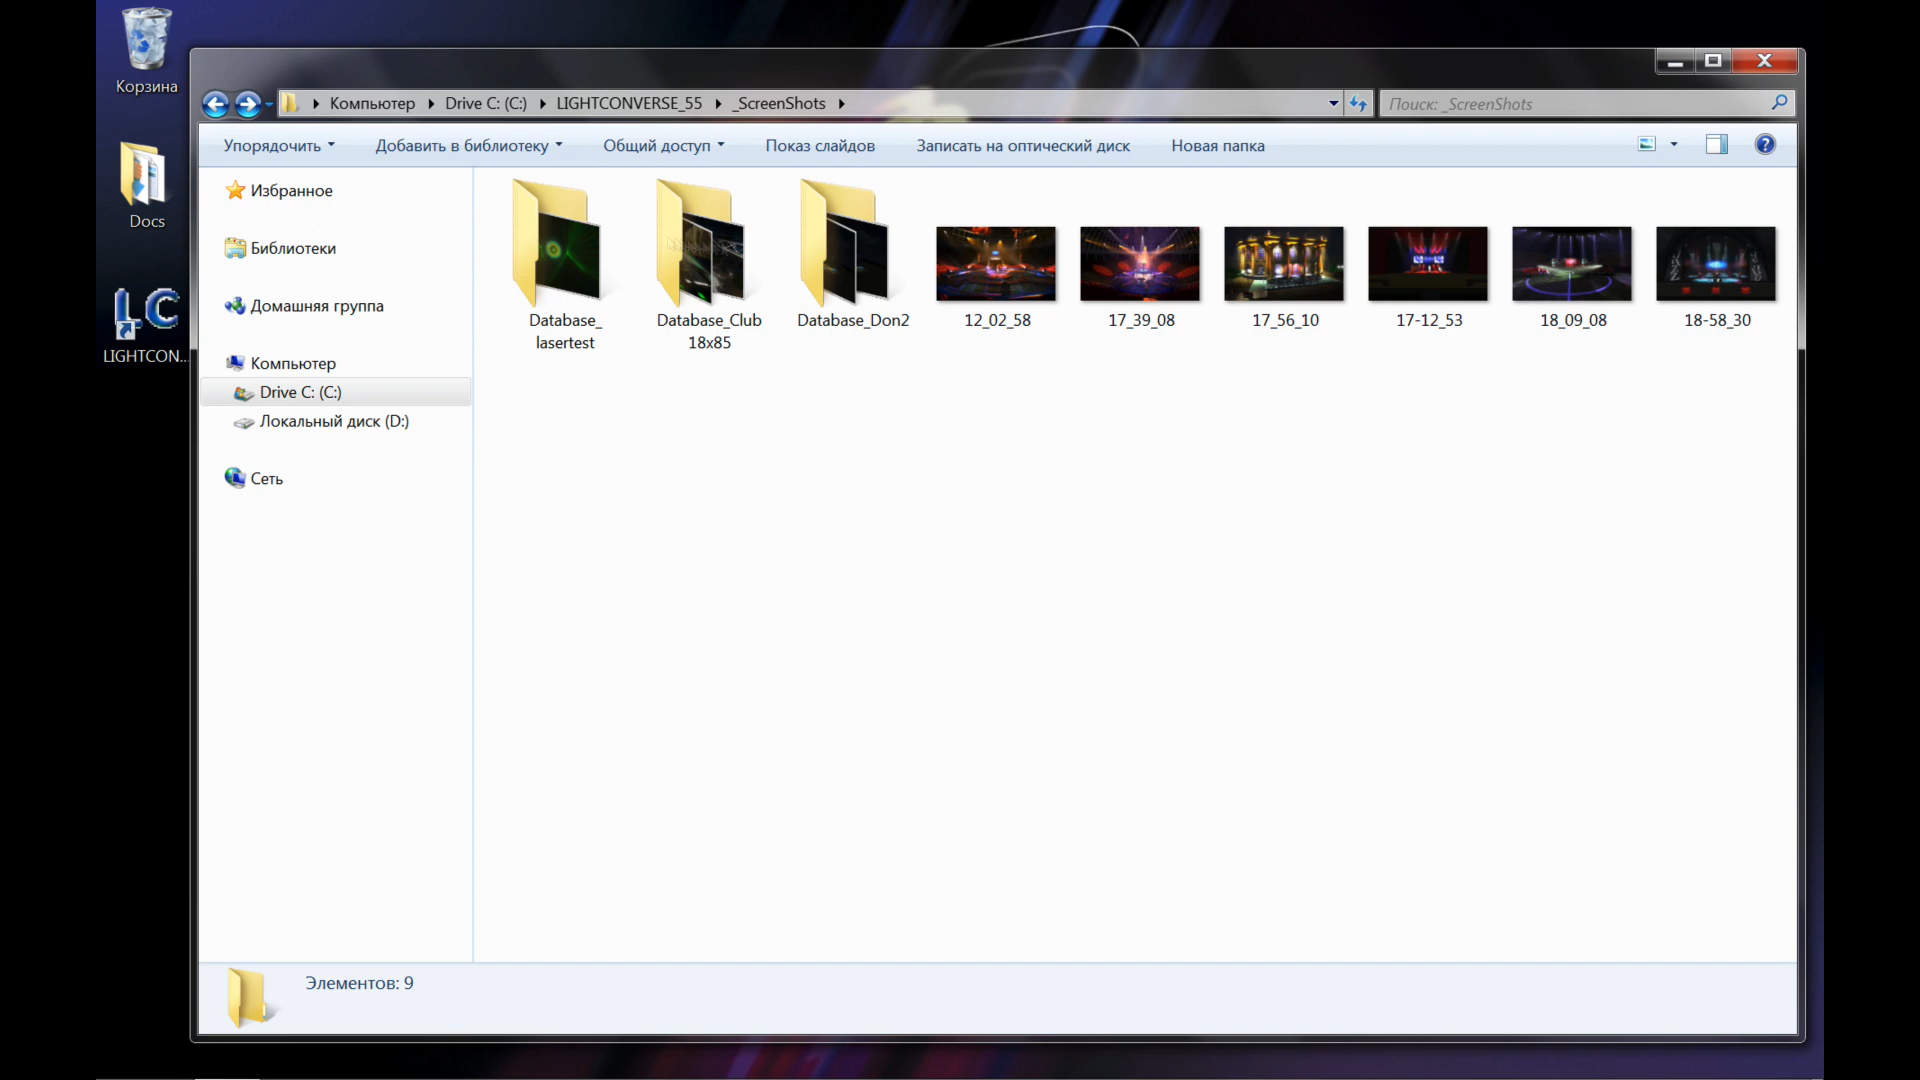 Корзина
Docs
LIGHTCON...
Компьютер
Drive C: (C:)
LIGHTCONVERSE_55
_ScreenShots
Поиск: _ScreenShots
Упорядочить
Добавить в библиотеку
Общий доступ
Показ слайдов
Записать на оптический диск
Новая папка
Избранное
Библиотеки
Домашняя группа
Компьютер
Drive C: (C:)
Локальный диск (D:)
Сеть
Database_
lasertest
Database_Club
18x85
Database_Don2
12_02_58
17_39_08
17_56_10
17-12_53
18_09_08
18-58_30
Элементов: 9